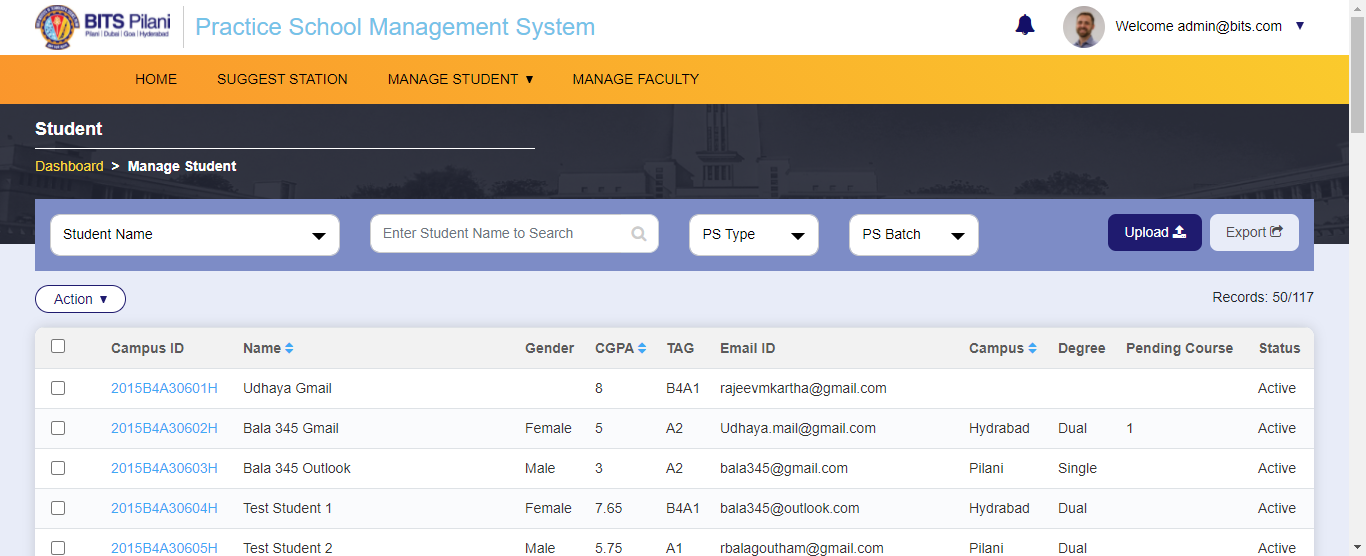 BITS Pilani
Pilani | Dubai | Goa | Hyderabad
Practice School Management System
Welcome admin@bits.com ▼
HOME SUGGEST STATION MANAGE STUDENT ▼ MANAGE FACULTY
Student
Dashboard > Manage Student
Student Name Enter Student Name to Search PS Type PS Batch Upload Export
Action ▼ Records: 50/117
Campus ID Name Gender CGPA TAG Email ID Campus Degree Pending Course Status
2015B4A30601H Udhaya Gmail 8 B4A1 rajeevmkartha@gmail.com Active
2015B4A30602H Bala 345 Gmail Female 5 A2 Udhaya.mail@gmail.com Hydrabad Dual 1 Active
2015B4A30603H Bala 345 Outlook Male 3 A2 bala345@gmail.com Pilani Single Active
2015B4A30604H Test Student 1 Female 7.65 B4A1 bala345@outlook.com Hydrabad Dual Active
2015B4A30605H Test Student 2 Male 5.75 A1 rbalagoutham@gmail.com Pilani Dual Active